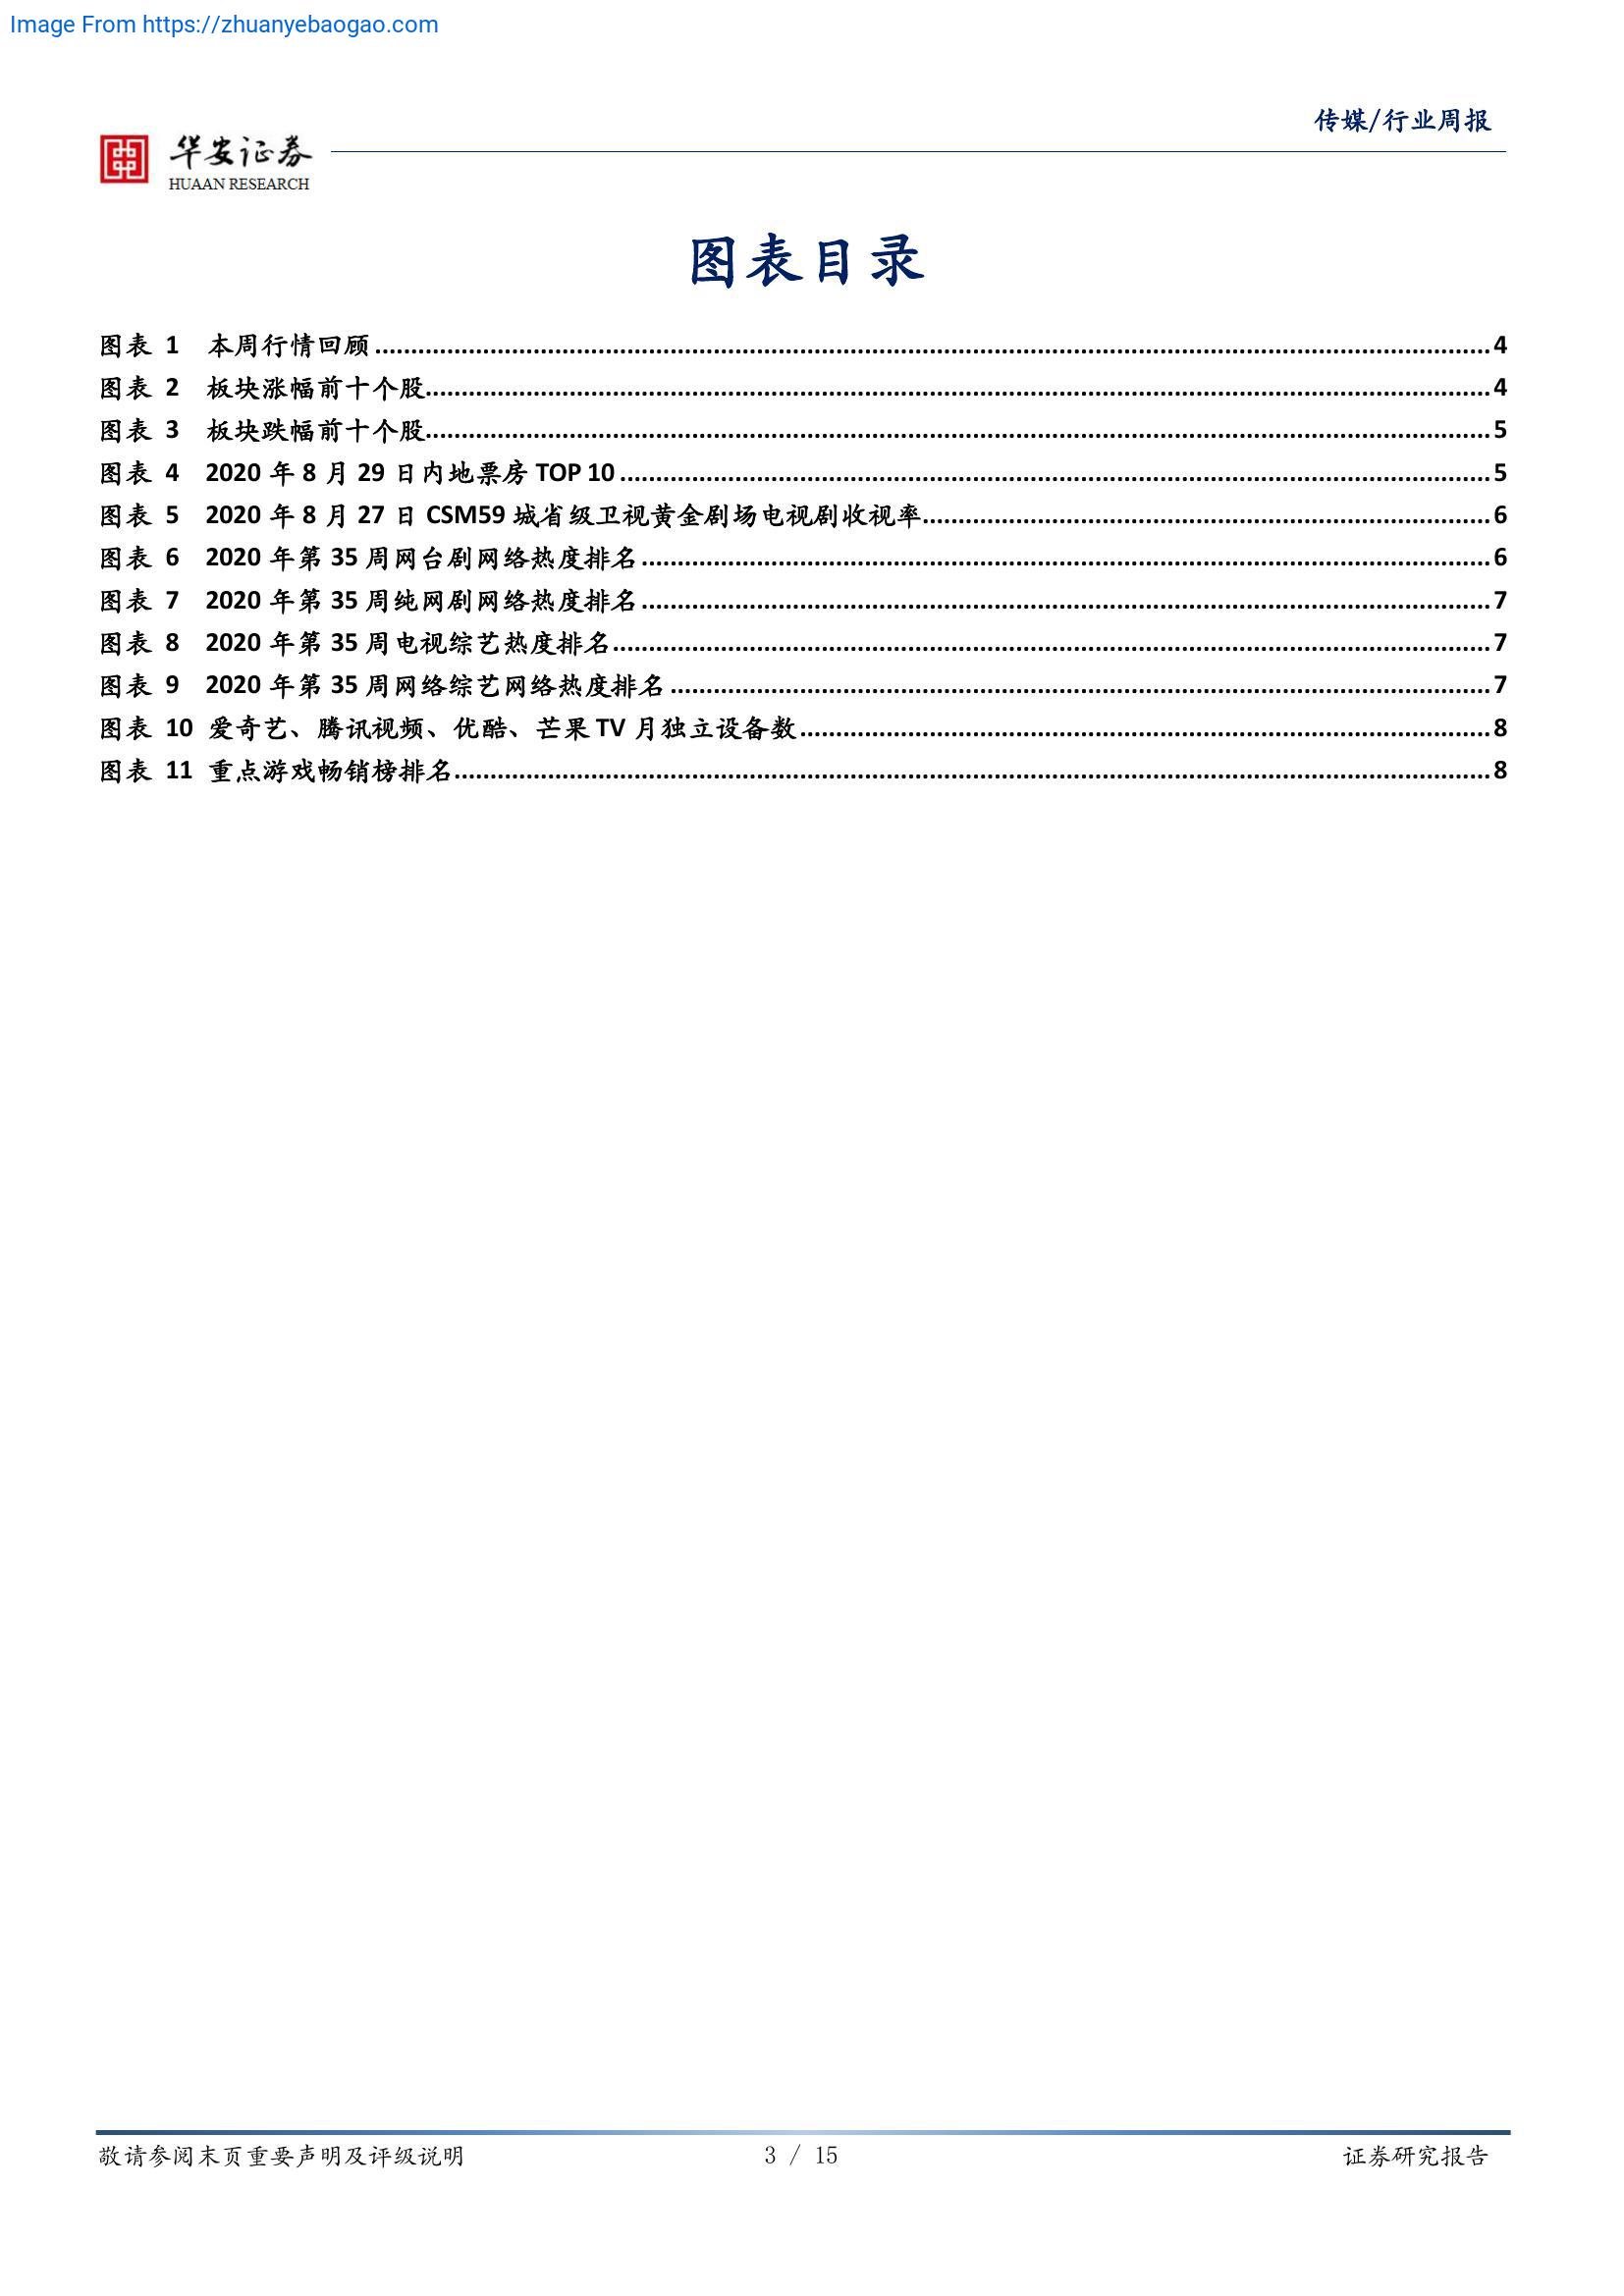 Image From https://zhuanyebaogao.com
传媒/行业周报
华安证券
HUAAN RESEARCH
图表目录
图表 1 本周行情回顾 ........................................ 4
图表 2 板块涨幅前十个股 ........................................ 4
图表 3 板块跌幅前十个股 ........................................ 5
图表 4 2020 年 8 月 29 日内地票房 TOP 10 ........................................ 5
图表 5 2020 年 8 月 27 日 CSM59 城省级卫视黄金剧场电视剧收视率 ........................................ 6
图表 6 2020 年第 35 周网台剧网络热度排名 ........................................ 6
图表 7 2020 年第 35 周纯网剧网络热度排名 ........................................ 7
图表 8 2020 年第 35 周电视综艺热度排名 ........................................ 7
图表 9 2020 年第 35 周网络综艺网络热度排名 ........................................ 7
图表 10 爱奇艺、腾讯视频、优酷、芒果 TV 月独立设备数 ........................................ 8
图表 11 重点游戏畅销榜排名 ........................................ 8
敬请参阅末页重要声明及评级说明 3 / 15 证券研究报告